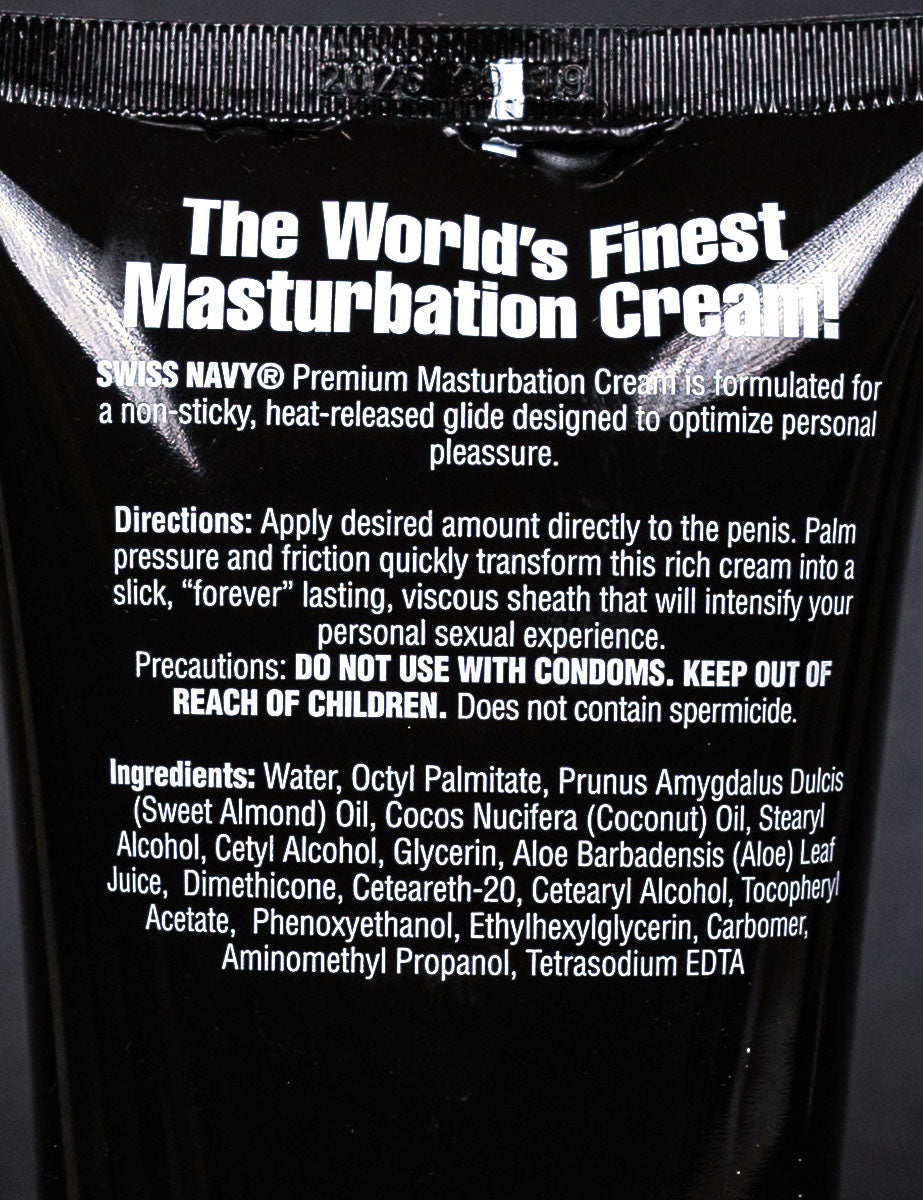 2026
The World's Finest
Masturbation Cream!
SWISS NAVY® Premium Masturbation Cream is formulated for
a non-sticky, heat-released glide designed to optimize personal
pleassure.
Directions: Apply desired amount directly to the penis. Palm
pressure and friction quickly transform this rich cream into a
slick, “forever” lasting, viscous sheath that will intensify your
personal sexual experience.
Precautions: DO NOT USE WITH CONDOMS. KEEP OUT OF
REACH OF CHILDREN. Does not contain spermicide.
Ingredients: Water, Octyl Palmitate, Prunus Amygdalus Dulcis
(Sweet Almond) Oil, Cocos Nucifera (Coconut) Oil, Stearyl
Alcohol, Cetyl Alcohol, Glycerin, Aloe Barbadensis (Aloe) Leaf
Juice, Dimethicone, Ceteareth-20, Cetearyl Alcohol, Tocopheryl
Acetate, Phenoxyethanol, Ethylhexylglycerin, Carbomer,
Aminomethyl Propanol, Tetrasodium EDTA